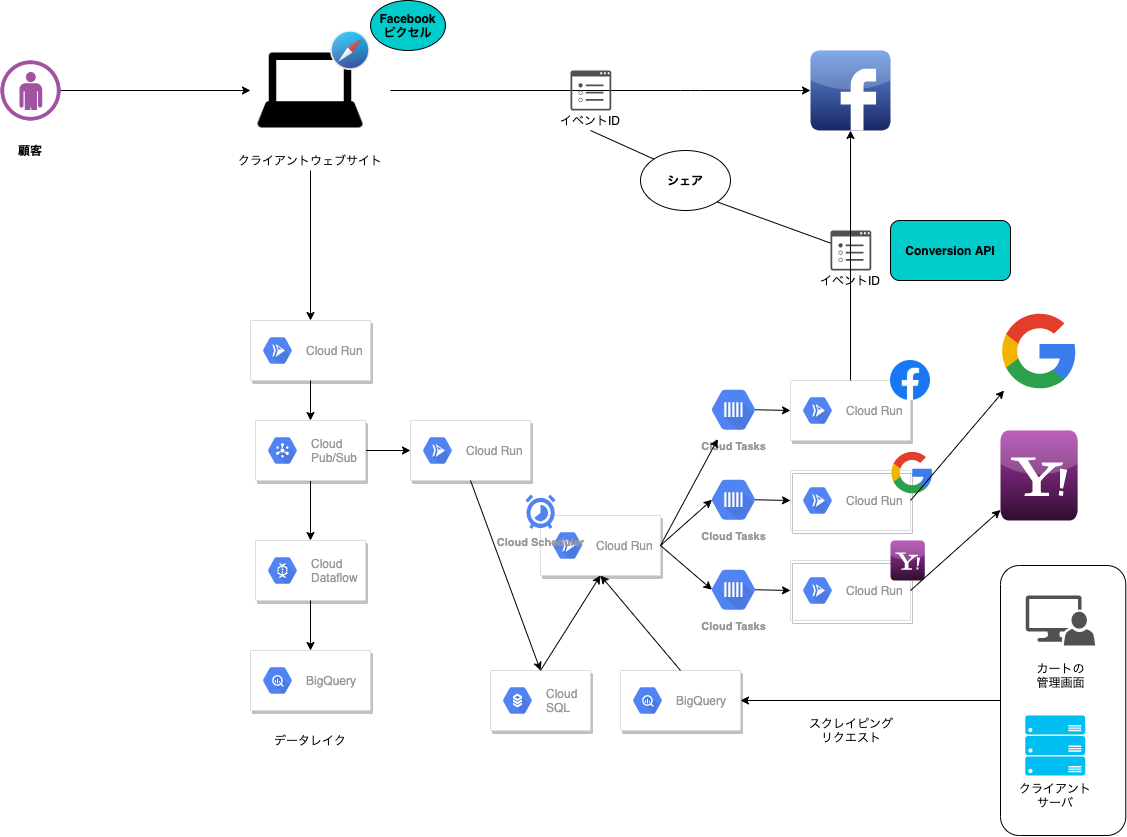 Facebook
ピクセル
顧客
クライアントウェブサイト
イベントID
シェア
イベントID
Conversion API
Cloud Run
Cloud
Pub/Sub
Cloud Run
Cloud
Dataflow
BigQuery
データレイク
Cloud Scheduler
Cloud Run
Cloud
SQL
BigQuery
Cloud Tasks
Cloud Run
Cloud Tasks
Cloud Run
Cloud Tasks
Cloud Run
Y!
Y!
スクレイピング
リクエスト
カートの
管理画面
クライアント
サーバ